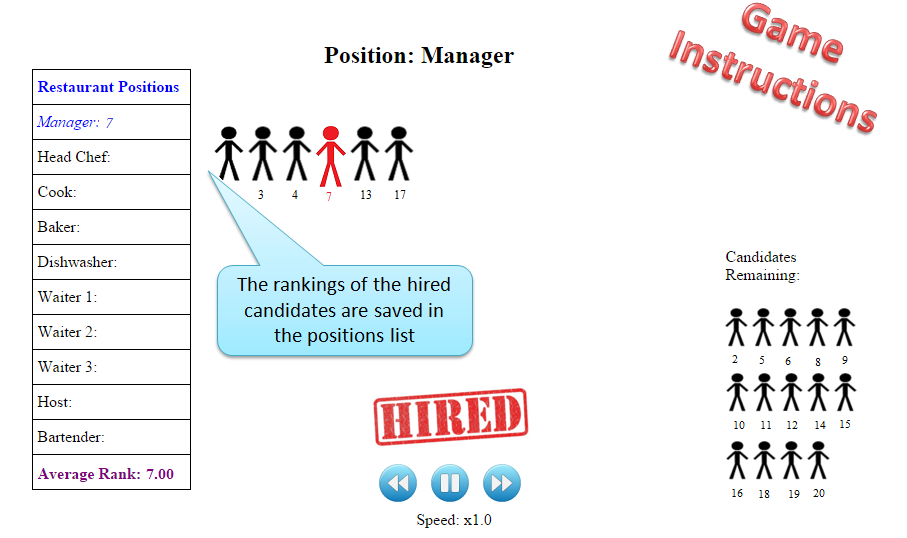 Game
Instructions
Position: Manager
Restaurant Positions
Manager: 7
Head Chef:
Cook:
Baker:
Dishwasher:
Waiter 1:
Waiter 2:
Waiter 3:
Host:
Bartender:
Average Rank: 7.00
3 4 7 13 17
The rankings of the hired
candidates are saved in
the positions list
HIRED
Speed: x1.0
Candidates
Remaining:
2 5 6 8 9
10 11 12 14 15
16 18 19 20